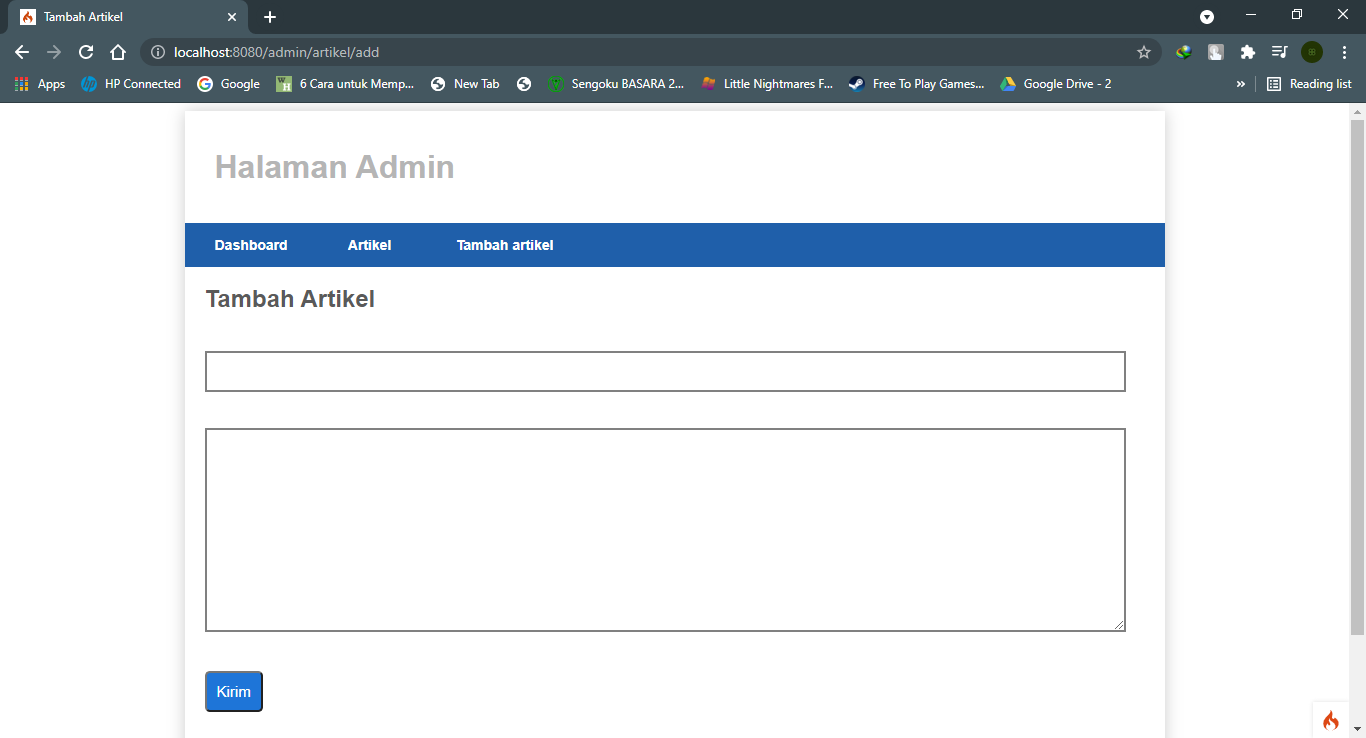 Tambah Artikel
localhost:8080/admin/artikel/add
Apps HP Connected Google 6 Cara untuk Memp... New Tab Sengoku BASARA 2... Little Nightmares F... Free To Play Games... Google Drive - 2 » Reading list
Halaman Admin
Dashboard Artikel Tambah artikel
Tambah Artikel
Kirim